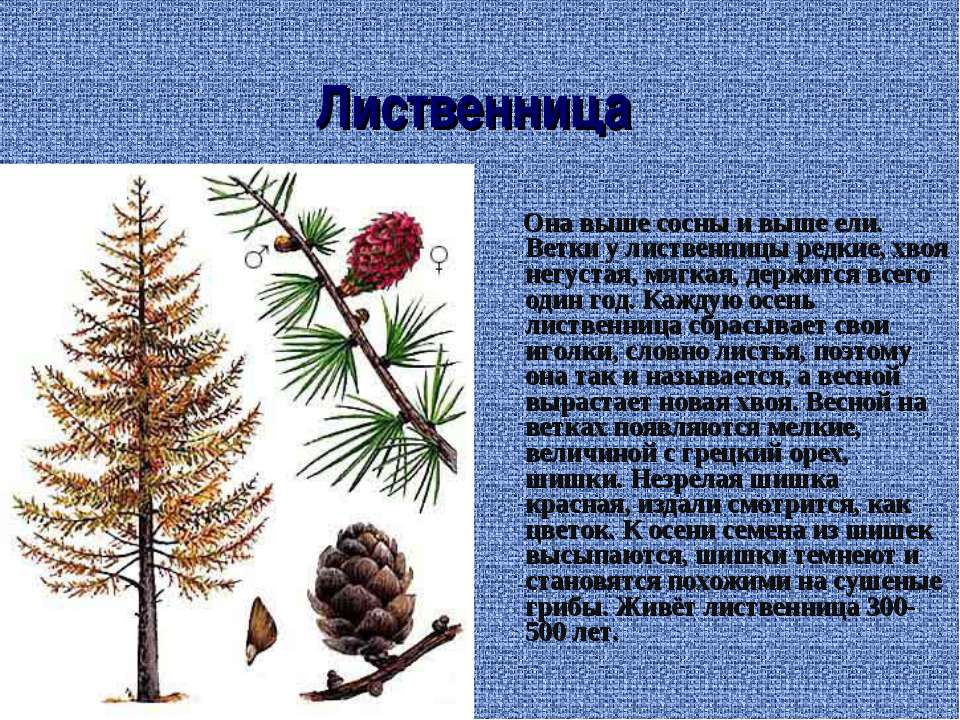 Лиственница
♂
♀
Она выше сосны и выше ели.
Ветки у лиственницы редкие, хвоя
негустая, мягкая, держится всего
один год. Каждую осень
лиственница сбрасывает свои
иголки, словно листья, поэтому
она так и называется, а весной
вырастает новая хвоя. Весной на
ветках появляются мелкие,
величиной с грецкий орех,
шишки. Незрелая шишка
красная, издали смотрится, как
цветок. К осени семена из шишек
высыпаются, шишки темнеют и
становятся похожими на сушеные
грибы. Живёт лиственница 300-
500 лет.